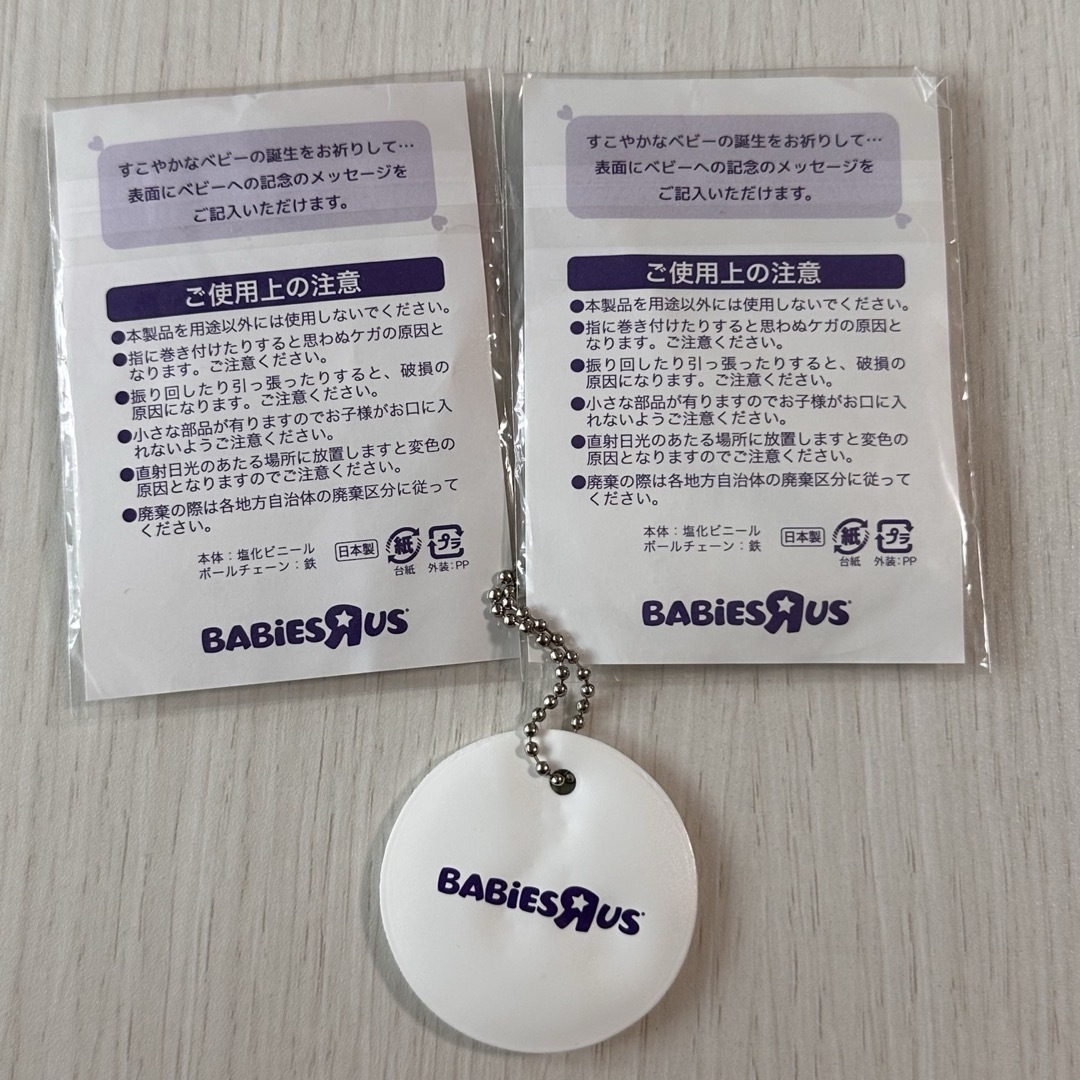 すこやかなベビーの誕生をお祈りして…
表面にベビーへの記念のメッセージを
ご記入いただけます。
ご使用上の注意
●本製品を用途以外には使用しないでください。
●指に巻き付けたりすると思わぬケガの原因と
なります。ご注意ください。
●振り回したり引っ張ったりすると、破損の
原因になります。ご注意ください。
●小さな部品が有りますのでお子様がお口に入
れないようご注意ください。
●直射日光のあたる場所に放置しますと変色の
原因となりますのでご注意ください。
●廃棄の際は各地方自治体の廃棄区分に従って
ください。
本体：塩化ビニール
ボールチェーン：鉄
日本製
紙
台紙
プラ
外装：PP
BABiESЯUS
すこやかなベビーの誕生をお祈りして…
表面にベビーへの記念のメッセージを
ご記入いただけます。
ご使用上の注意
●本製品を用途以外には使用しないでください。
●指に巻き付けたりすると思わぬケガの原因と
なります。ご注意ください。
●振り回したり引っ張ったりすると、破損の
原因になります。ご注意ください。
●小さな部品が有りますのでお子様がお口に入
れないようご注意ください。
●直射日光のあたる場所に放置しますと変色の
原因となりますのでご注意ください。
●廃棄の際は各地方自治体の廃棄区分に従って
ください。
本体：塩化ビニール
ボールチェーン：鉄
日本製
紙
台紙
プラ
外装：PP
BABiESЯUS
BABiESЯUS